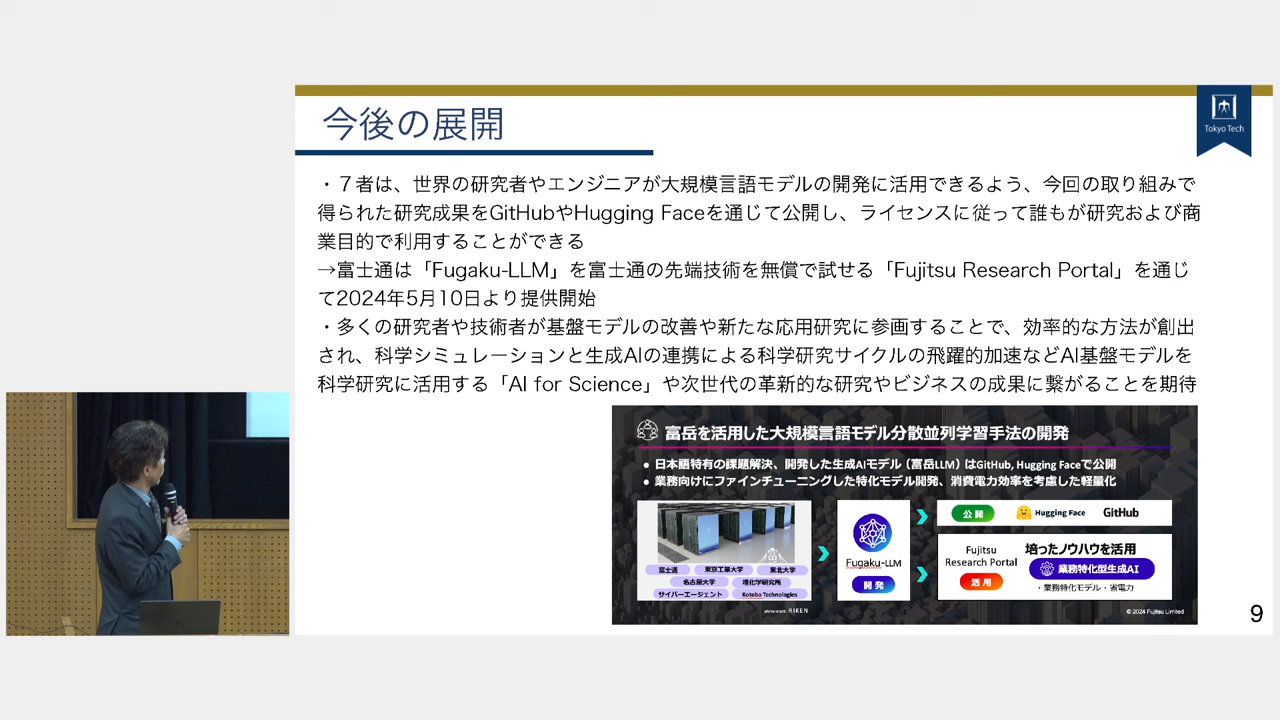 今後の展開
Tokyo Tech
・７者は、世界の研究者やエンジニアが大規模言語モデルの開発に活用できるよう、今回の取り組みで
得られた研究成果をGitHubやHugging Faceを通じて公開し、ライセンスに従って誰もが研究および商
業目的で利用することができる
→富士通は「Fugaku-LLM」を富士通の先端技術を無償で試せる「Fujitsu Research Portal」を通じ
て2024年5月10日より提供開始
・多くの研究者や技術者が基盤モデルの改善や新たな応用研究に参画することで、効率的な方法が創出
され、科学シミュレーションと生成AIの連携による科学研究サイクルの飛躍的加速などAI基盤モデルを
科学研究に活用する「AI for Science」や次世代の革新的な研究やビジネスの成果に繋がることを期待
富岳を活用した大規模言語モデル分散並列学習手法の開発
● 日本語特有の課題解決、開発した生成AIモデル（富岳LLM）はGitHub, Hugging Faceで公開
● 業務向けにファインチューニングした特化モデル開発、消費電力効率を考慮した軽量化
富士通 東京工業大学 東北大学
名古屋大学 理化学研究所
サイバーエージェント Kotoba Technologies
photo credit: RIKEN
Fugaku-LLM
開発
公開 Hugging Face GitHub
Fujitsu
Research Portal
活用
培ったノウハウを活用
業務特化型生成AI
・業務特化モデル・省電力
© 2024 Fujitsu Limited
9